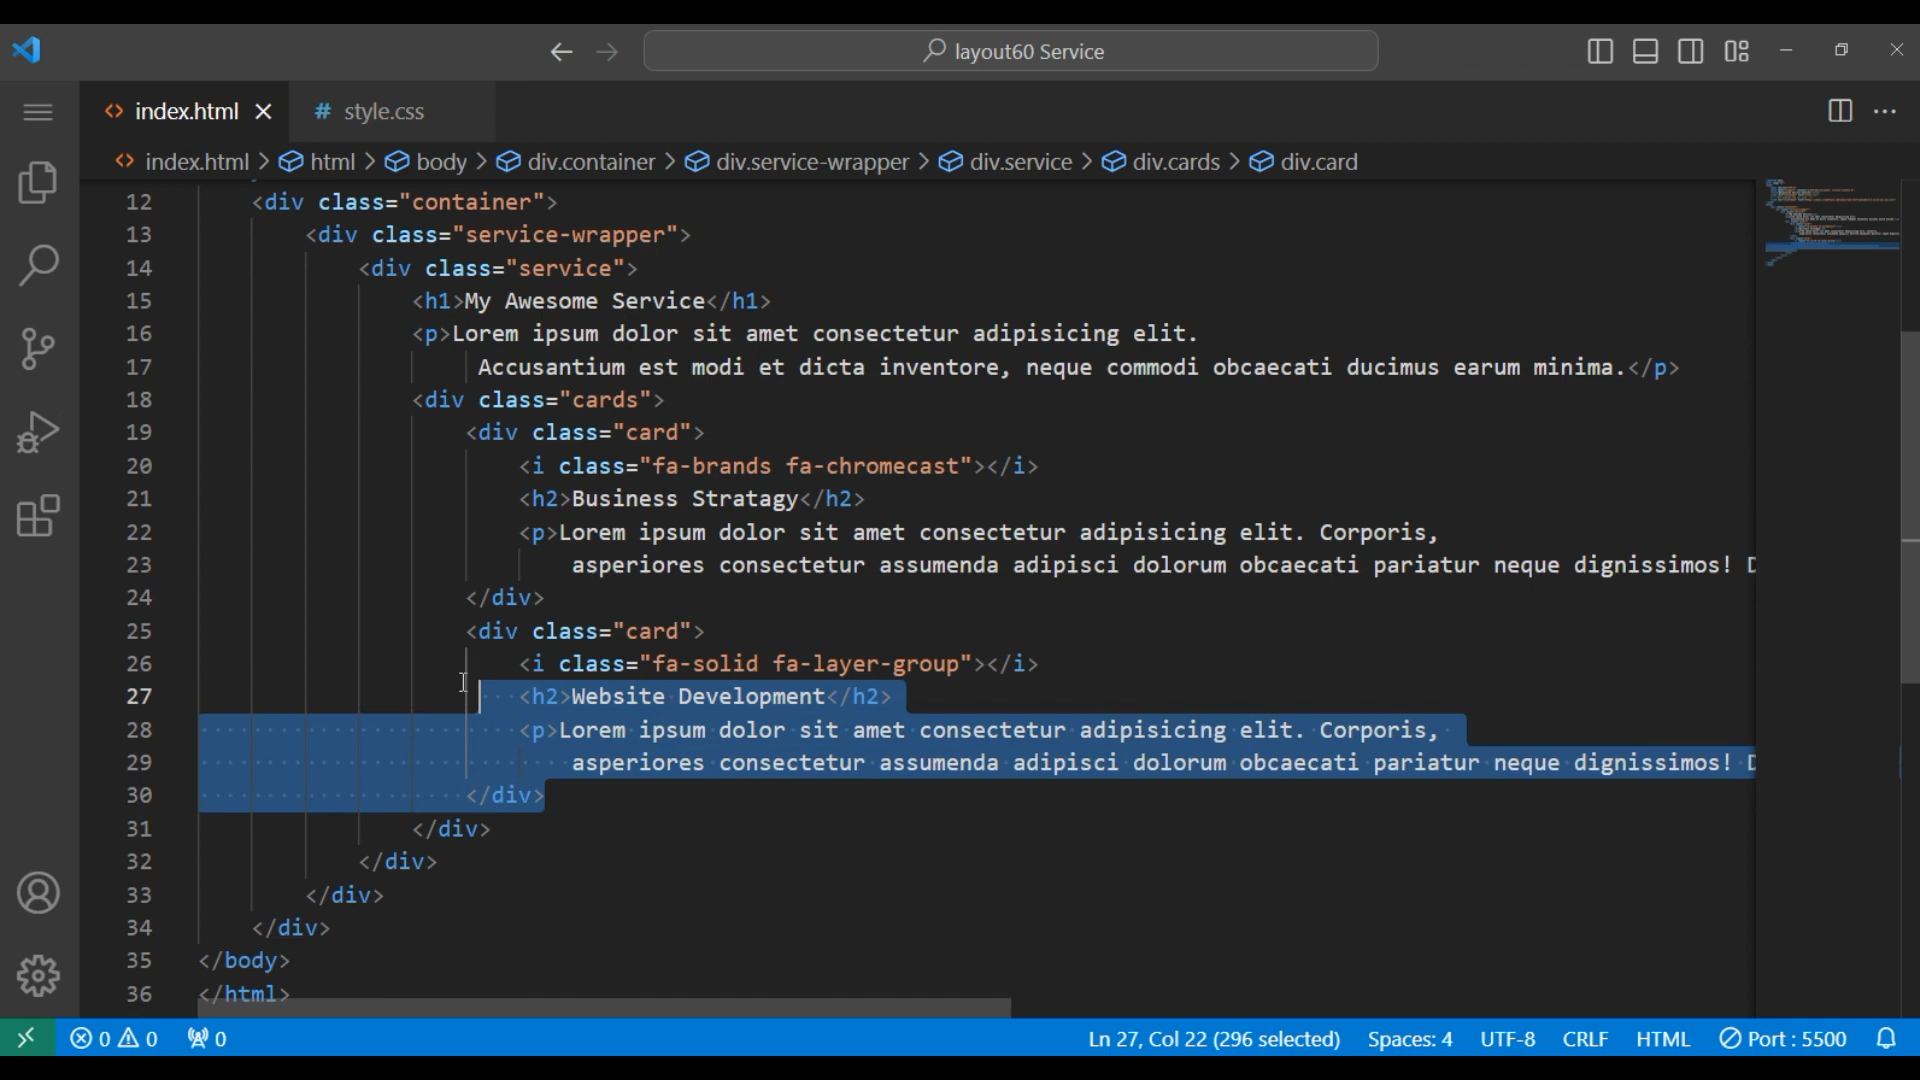 layout60 Service
index.html
# style.css
index.html > html > body > div.container > div.service-wrapper > div.service > div.cards > div.card
12 <div class="container">
13 <div class="service-wrapper">
14 <div class="service">
15 <h1>My Awesome Service</h1>
16 <p>Lorem ipsum dolor sit amet consectetur adipisicing elit.
17 Accusantium est modi et dicta inventore, neque commodi obcaecati ducimus earum minima.</p>
18 <div class="cards">
19 <div class="card">
20 <i class="fa-brands fa-chromecast"></i>
21 <h2>Business Stratagy</h2>
22 <p>Lorem ipsum dolor sit amet consectetur adipisicing elit. Corporis,
23 asperiores consectetur assumenda adipisci dolorum obcaecati pariatur neque dignissimos!
24 </div>
25 <div class="card">
26 <i class="fa-solid fa-layer-group"></i>
27 <h2>Website Development</h2>
28 <p>Lorem ipsum dolor sit amet consectetur adipisicing elit. Corporis,
29 asperiores consectetur assumenda adipisci dolorum obcaecati pariatur neque dignissimos!
30 </div>
31 </div>
32 </div>
33 </div>
34 </div>
35 </body>
36 </html>
0 0 0 Ln 27, Col 22 (296 selected) Spaces: 4 UTF-8 CRLF HTML Port : 5500